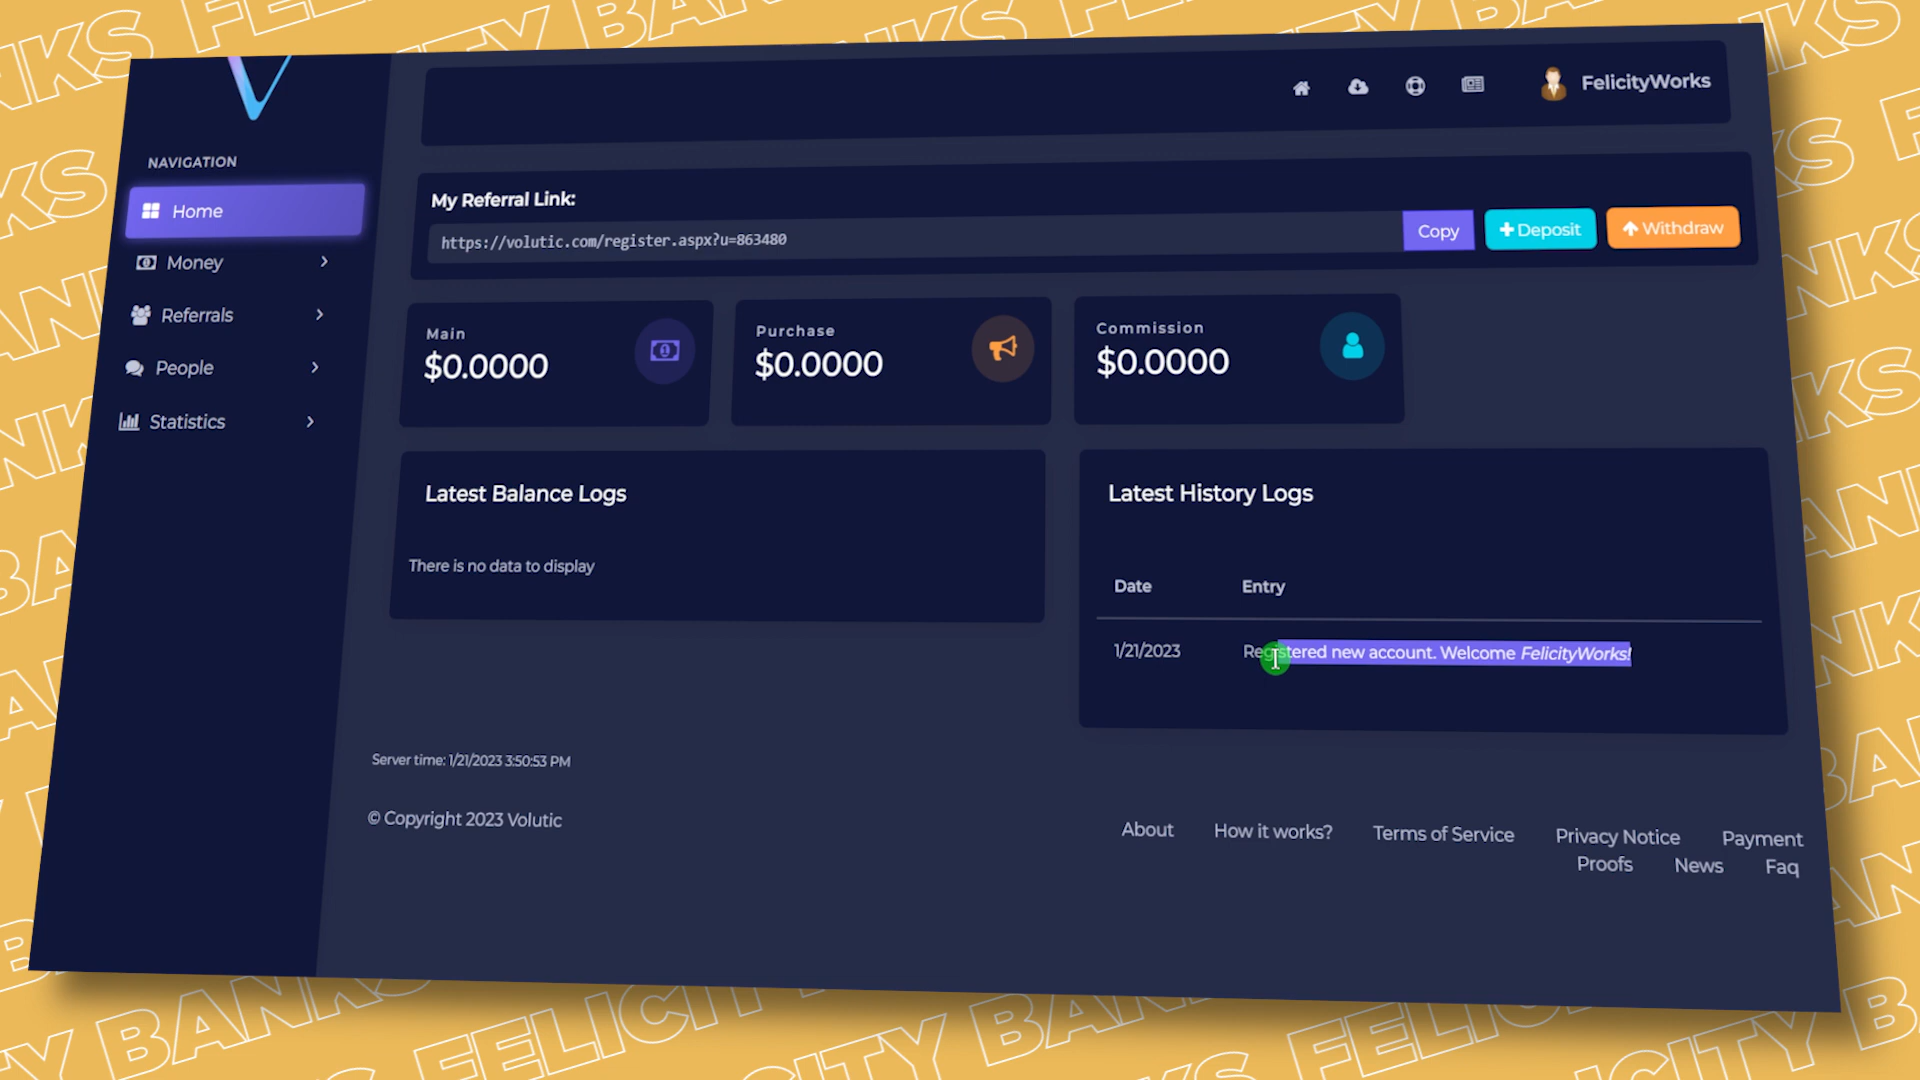 FelicityWorks
NAVIGATION
Home
Money
Referrals
People
Statistics
My Referral Link:
https://volutic.com/register.aspx?u=863480
Copy
Deposit
Withdraw
Main
$0.0000
Purchase
$0.0000
Commission
$0.0000
Latest Balance Logs
There is no data to display
Latest History Logs
Date Entry
1/21/2023 Registered new account. Welcome FelicityWorks!
Server time: 1/21/2023 3:50:53 PM
© Copyright 2023 Volutic
About How it works? Terms of Service Privacy Notice Payment
Proofs News Faq
FELICITY BANKS